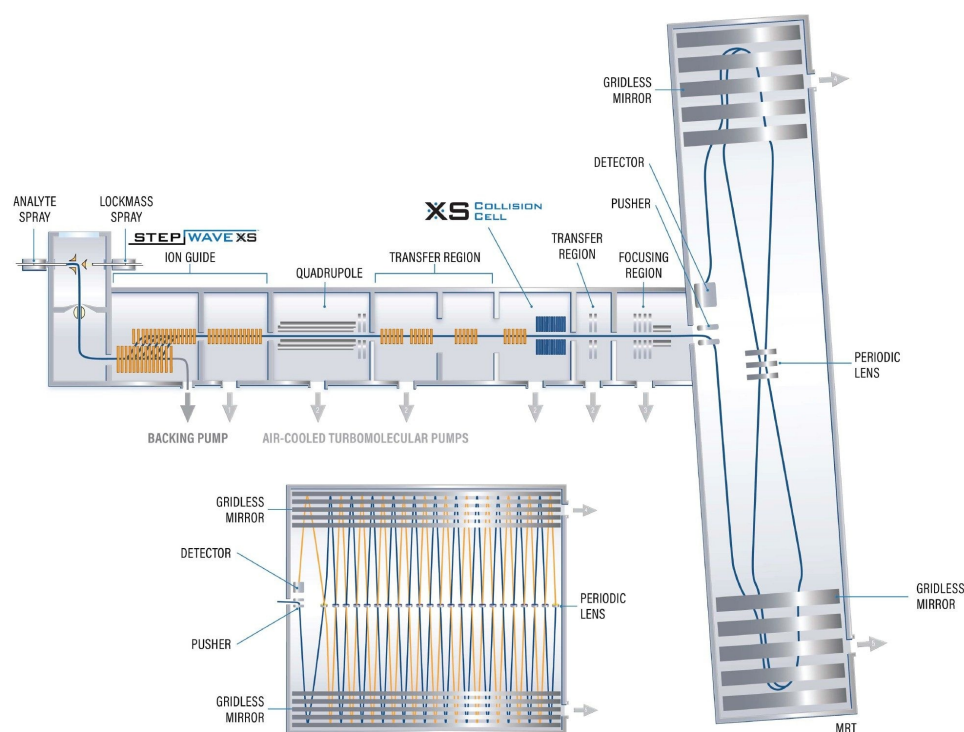 GRIDLESS
MIRROR
DETECTOR
PUSHER
ANALYTE
SPRAY
LOCKMASS
SPRAY
STEPWAVE XS
ION GUIDE
QUADRUPOLE
TRANSFER REGION
XS COLLISION
CELL
TRANSFER
REGION
FOCUSING
REGION
PERIODIC
LENS
BACKING PUMP
AIR-COOLED TURBOMOLECULAR PUMPS
GRIDLESS
MIRROR
DETECTOR
PUSHER
GRIDLESS
MIRROR
PERIODIC
LENS
GRIDLESS
MIRROR
MRT